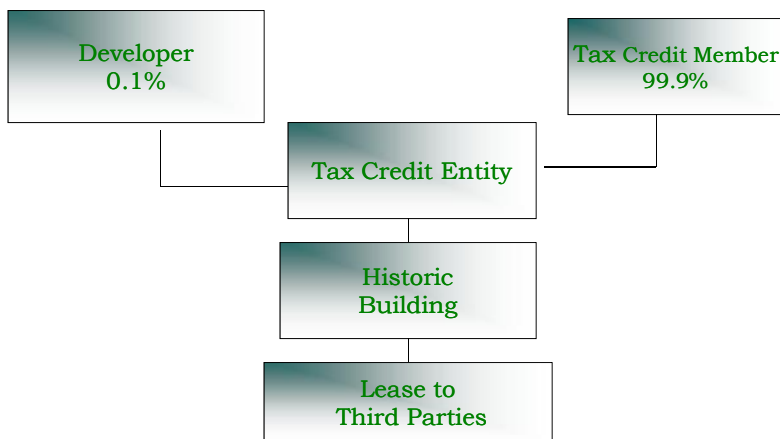 Developer
0.1%
Tax Credit Member
99.9%
Tax Credit Entity
Historic
Building
Lease to
Third Parties